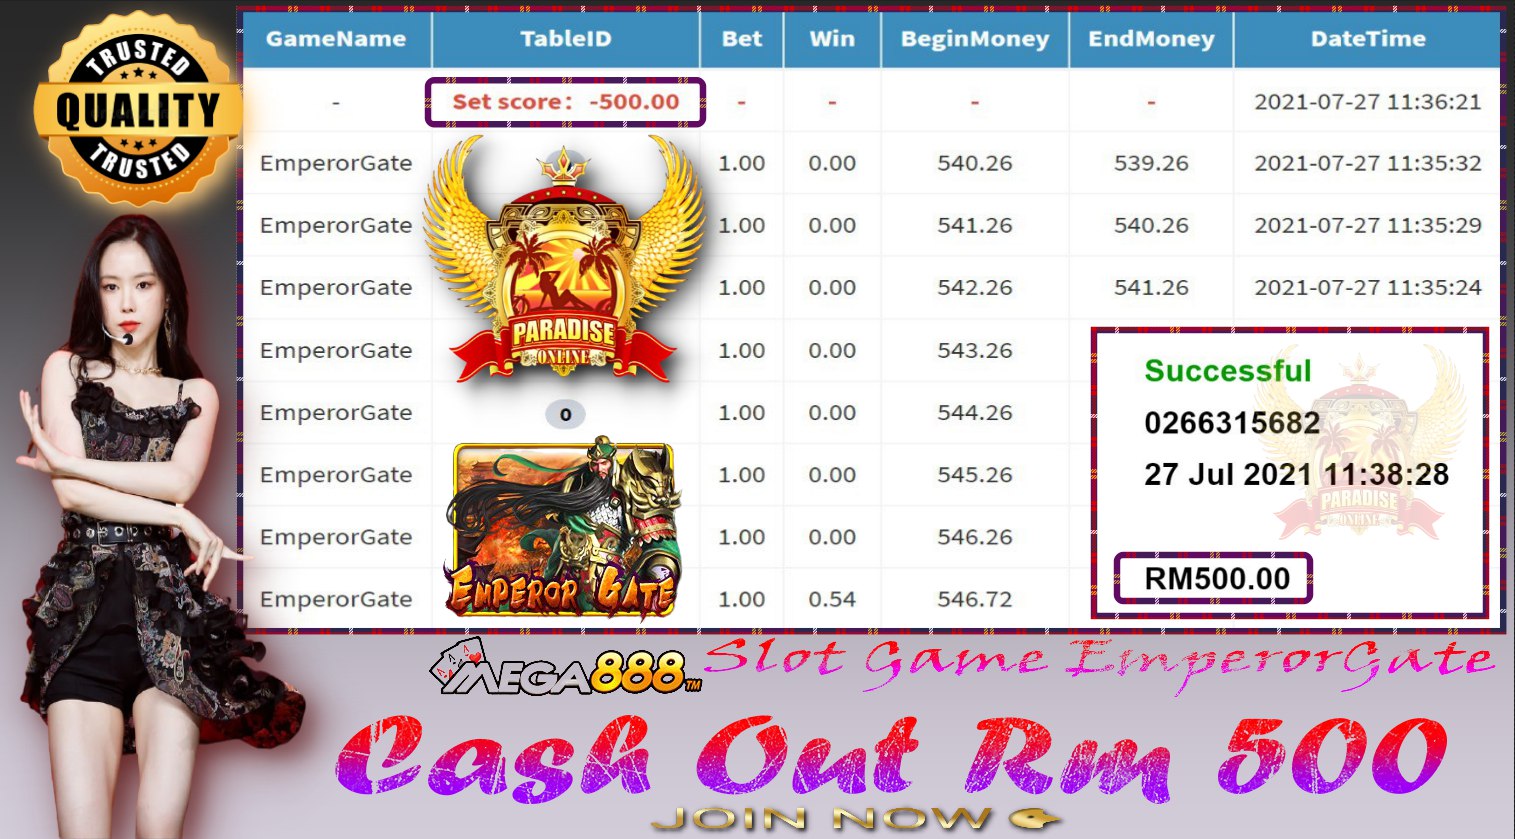 TRUSTED
QUALITY
TRUSTED
GameName TableID Bet Win BeginMoney EndMoney DateTime
- Set score: -500.00 - - - - 2021-07-27 11:36:21
EmperorGate 1.00 0.00 540.26 539.26 2021-07-27 11:35:32
EmperorGate 1.00 0.00 541.26 540.26 2021-07-27 11:35:29
EmperorGate 1.00 0.00 542.26 541.26 2021-07-27 11:35:24
EmperorGate 1.00 0.00 543.26
EmperorGate 0 1.00 0.00 544.26
EmperorGate 1.00 0.00 545.26
EmperorGate 1.00 0.00 546.26
EmperorGate 1.00 0.54 546.72
PARADISE
ONLINE
EMPEROR GATE
Successful
0266315682
27 Jul 2021 11:38:28
PARADISE
ONLINE
RM500.00
MEGA888 TM Slot Game EmperorGate
Cash Out Rm 500
JOIN NOW